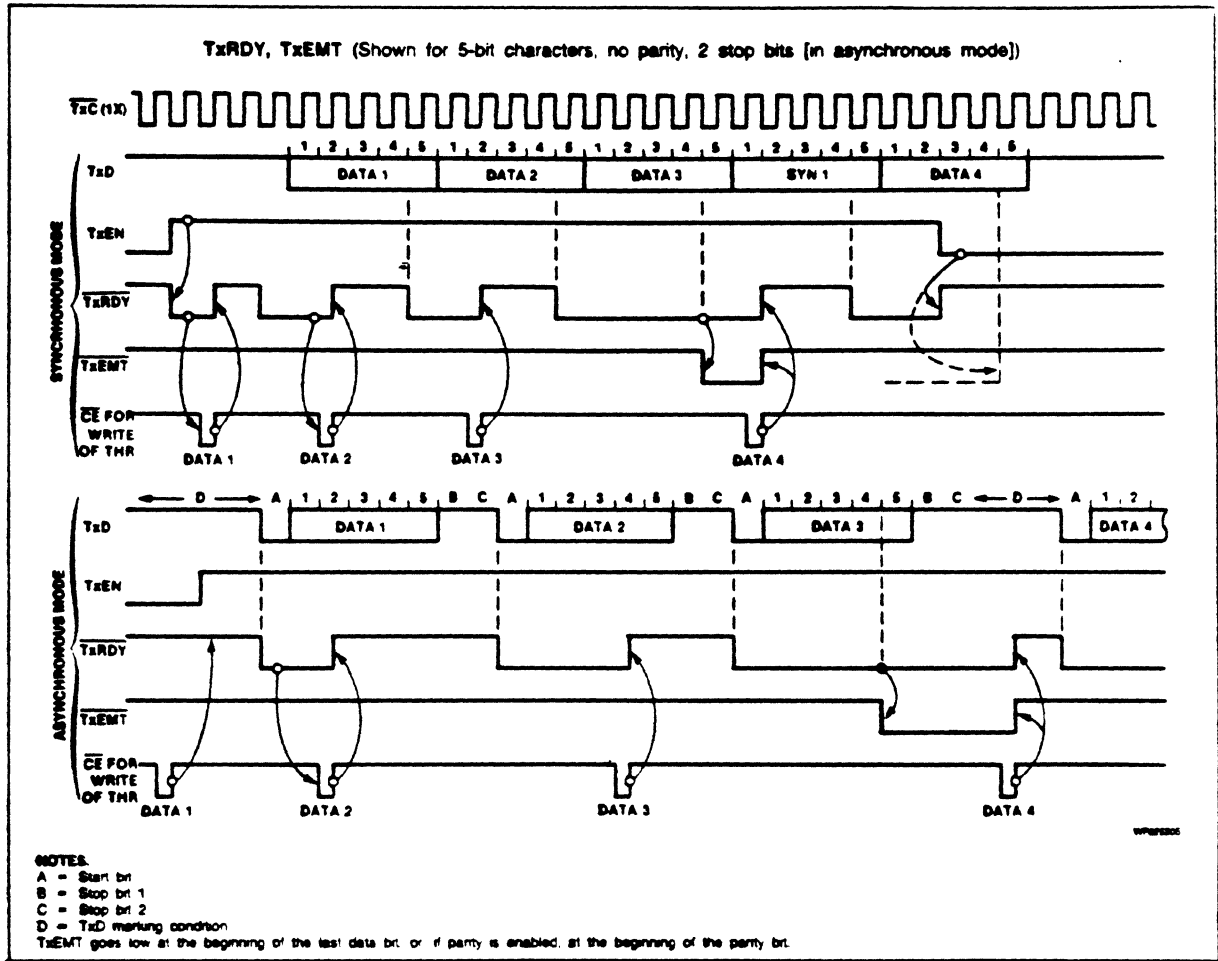 TxRDY, TxEMT (Shown for 5-bit characters, no parity, 2 stop bits [in asynchronous mode])
TxC (1X)
SYNCHRONOUS MODE
1 2 3 4 5 1 2 3 4 5 1 2 3 4 5 1 2 3 4 5 1 2 3 4 5
TxD
DATA 1 DATA 2 DATA 3 SYN 1 DATA 4
TxEN
TxRDY
TxEMT
CE FOR
WRITE
OF THR
DATA 1 DATA 2 DATA 3 DATA 4
ASYNCHRONOUS MODE
D A 1 2 3 4 5 B C A 1 2 3 4 5 B C A 1 2 3 4 5 B C D A 1 2
TxD
DATA 1 DATA 2 DATA 3 DATA 4
TxEN
TxRDY
TxEMT
CE FOR
WRITE
OF THR
DATA 1 DATA 2 DATA 3 DATA 4
NOTES.
A = Start bit
B = Stop bit 1
C = Stop bit 2
D = TxD marking condition
TxEMT goes low at the beginning of the last data bit, or, if parity is enabled, at the beginning of the parity bit.